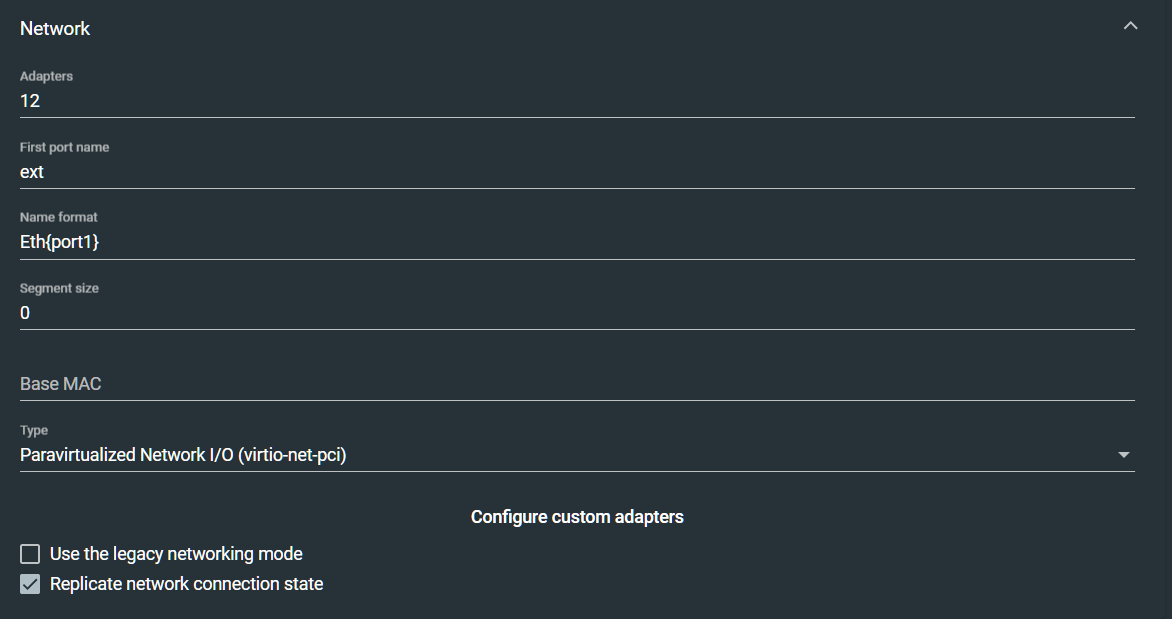 Network
Adapters
12
First port name
ext
Name format
Eth{port1}
Segment size
0
Base MAC
Type
Paravirtualized Network I/O (virtio-net-pci)
Configure custom adapters
Use the legacy networking mode
Replicate network connection state